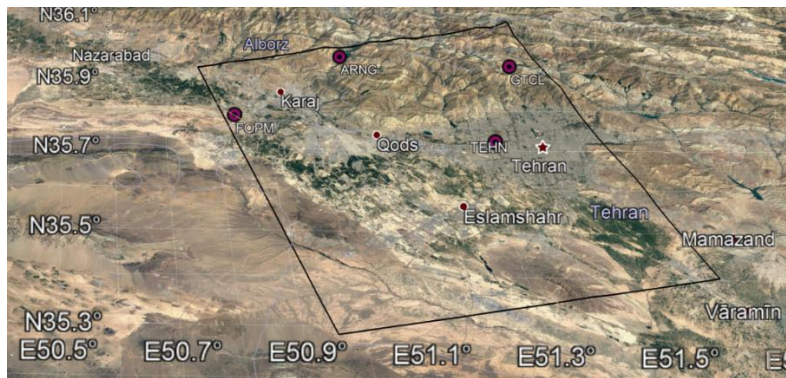 N36.1°
Nazarabad
Alborz
ARNG
GTCL
N35.9°
Karaj
FOPM
Qods
TEHN
N35.7°
Tehran
N35.5°
Eslamshahr
Tehran
Mamazand
Vārāmīn
N35.3°
E50.5°
E50.7°
E50.9°
E51.1°
E51.3°
E51.5°